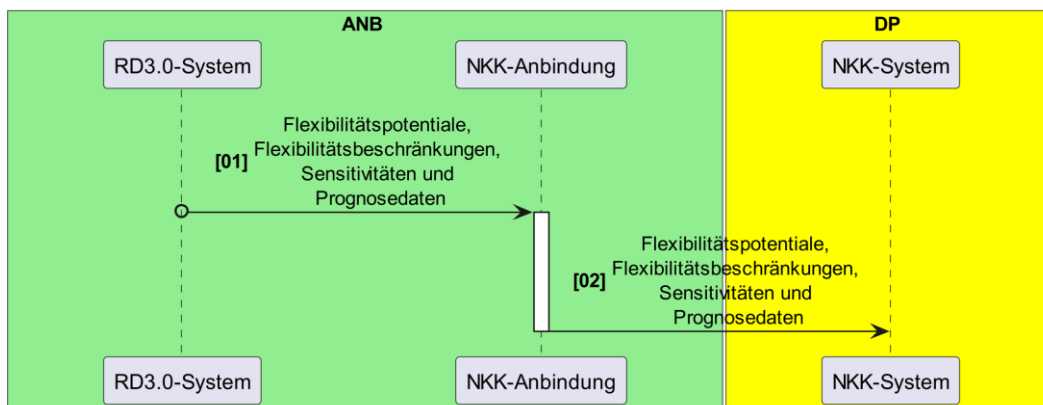 ANB
DP
RD3.0-System
NKK-Anbindung
NKK-System
Flexibilitätspotentiale,
[01] Flexibilitätsbeschränkungen,
Sensitivitäten und
Prognosedaten
Flexibilitätspotentiale,
[02] Flexibilitätsbeschränkungen,
Sensitivitäten und
Prognosedaten
RD3.0-System
NKK-Anbindung
NKK-System